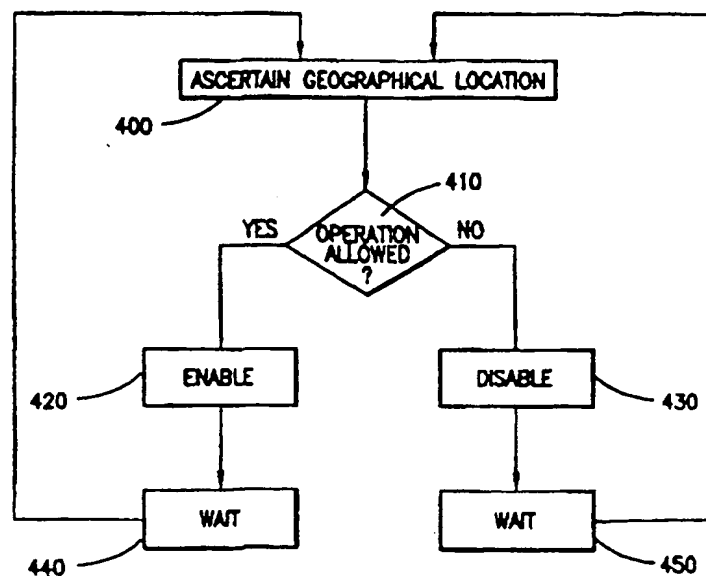 ASCERTAIN GEOGRAPHICAL LOCATION
400
410
YES
OPERATION
ALLOWED
?
NO
ENABLE
420
DISABLE
430
WAIT
440
WAIT
450